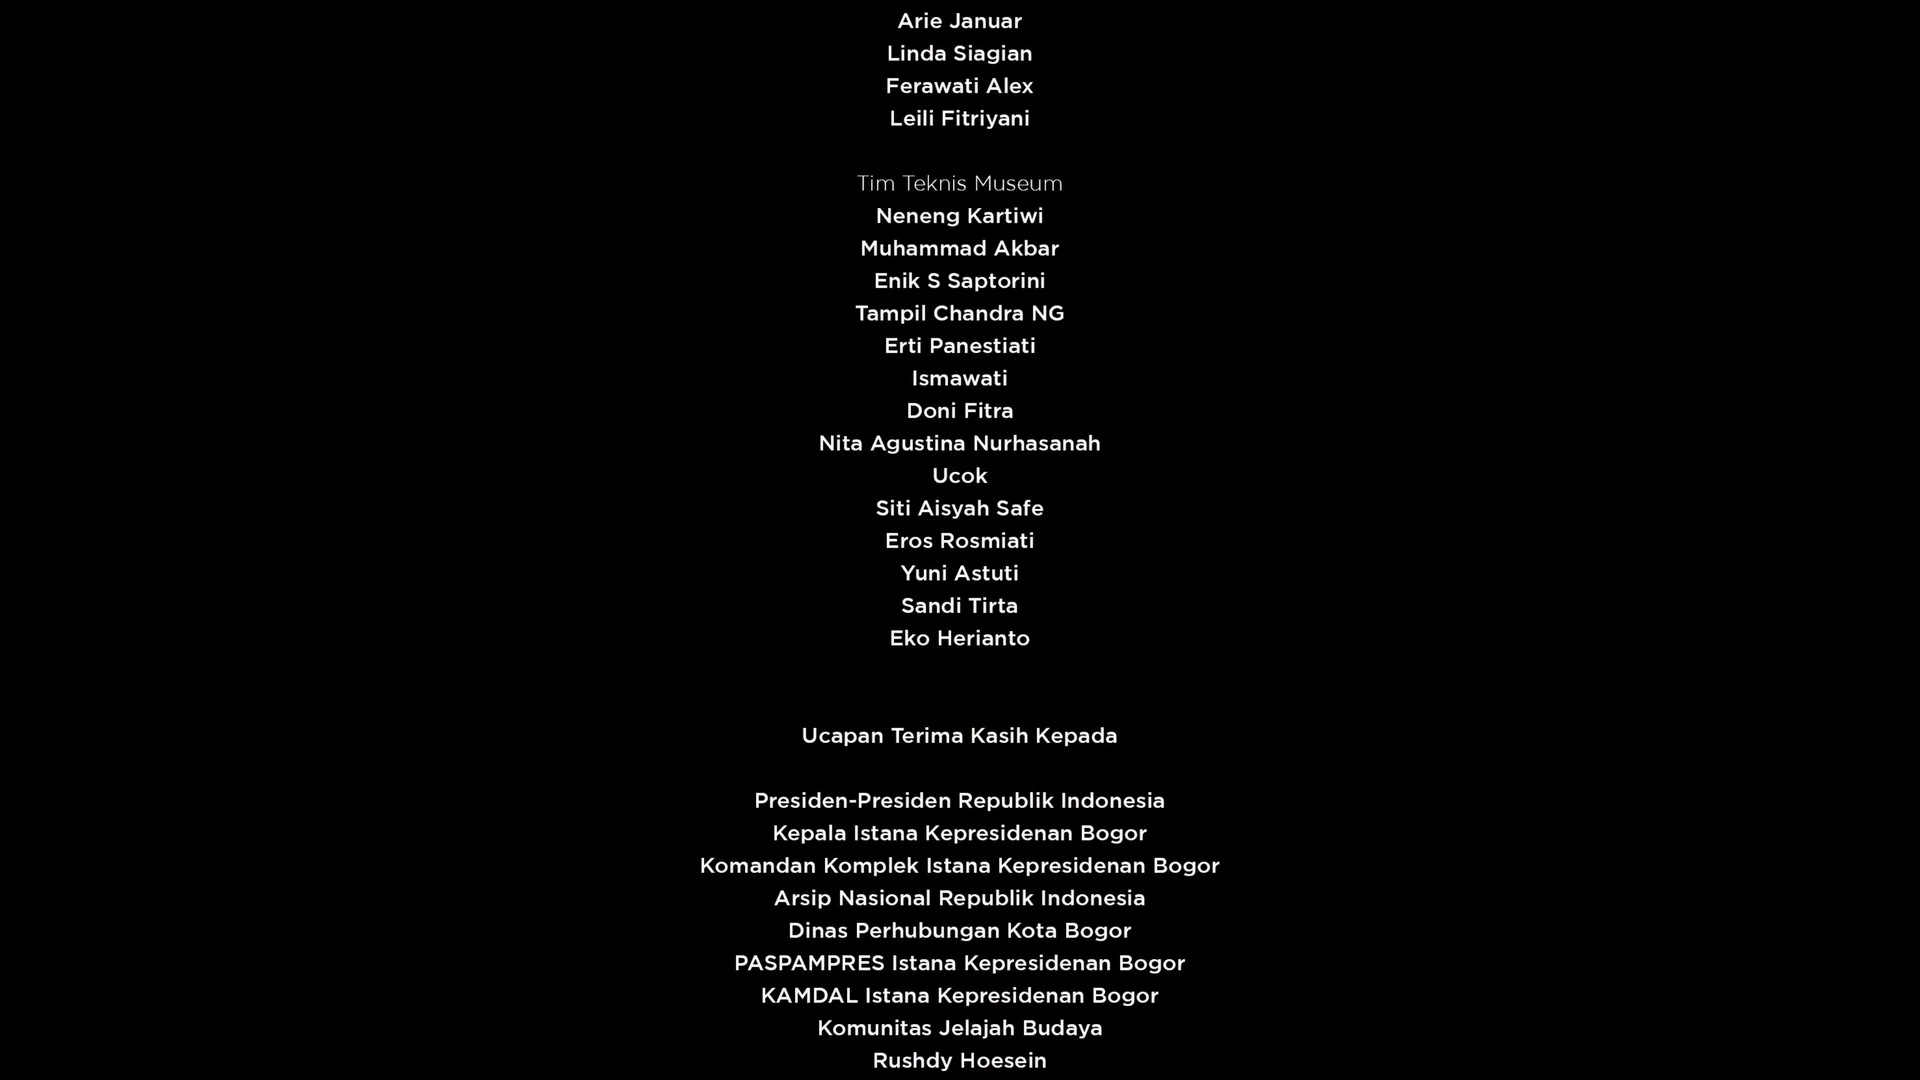 Arie Januar
Linda Siagian
Ferawati Alex
Leili Fitriyani
Tim Teknis Museum
Neneng Kartiwi
Muhammad Akbar
Enik S Saptorini
Tampil Chandra NG
Erti Panestiati
Ismawati
Doni Fitra
Nita Agustina Nurhasanah
Ucok
Siti Aisyah Safe
Eros Rosmiati
Yuni Astuti
Sandi Tirta
Eko Herianto
Ucapan Terima Kasih Kepada
Presiden-Presiden Republik Indonesia
Kepala Istana Kepresidenan Bogor
Komandan Komplek Istana Kepresidenan Bogor
Arsip Nasional Republik Indonesia
Dinas Perhubungan Kota Bogor
PASPAMPRES Istana Kepresidenan Bogor
KAMDAL Istana Kepresidenan Bogor
Komunitas Jelajah Budaya
Rushdy Hoesein